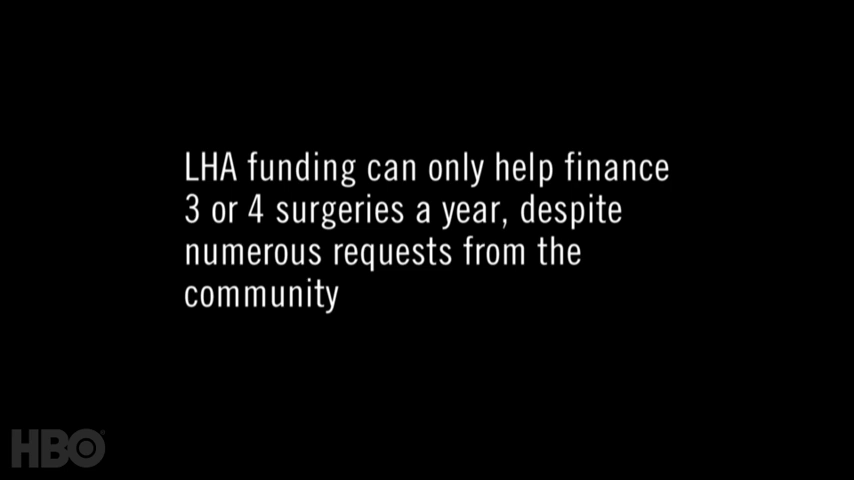 LHA funding can only help finance
3 or 4 surgeries a year, despite
numerous requests from the
community
HBO